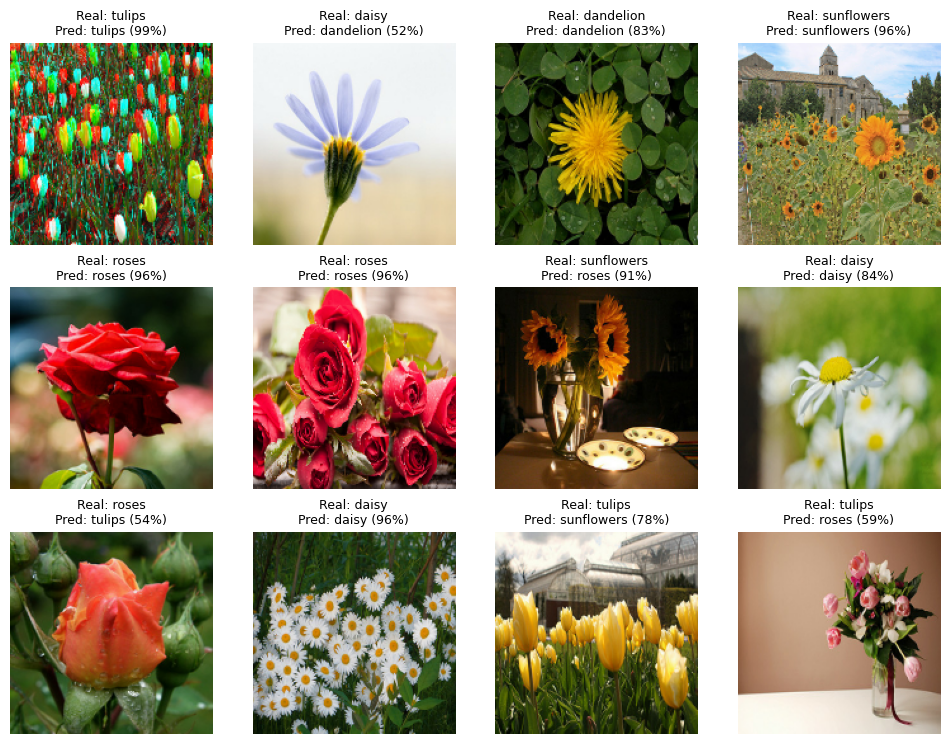 Real: tulips
Pred: tulips (99%)
Real: daisy
Pred: dandelion (52%)
Real: dandelion
Pred: dandelion (83%)
Real: sunflowers
Pred: sunflowers (96%)
Real: roses
Pred: roses (96%)
Real: roses
Pred: roses (96%)
Real: sunflowers
Pred: roses (91%)
Real: daisy
Pred: daisy (84%)
Real: roses
Pred: tulips (54%)
Real: daisy
Pred: daisy (96%)
Real: tulips
Pred: sunflowers (78%)
Real: tulips
Pred: roses (59%)